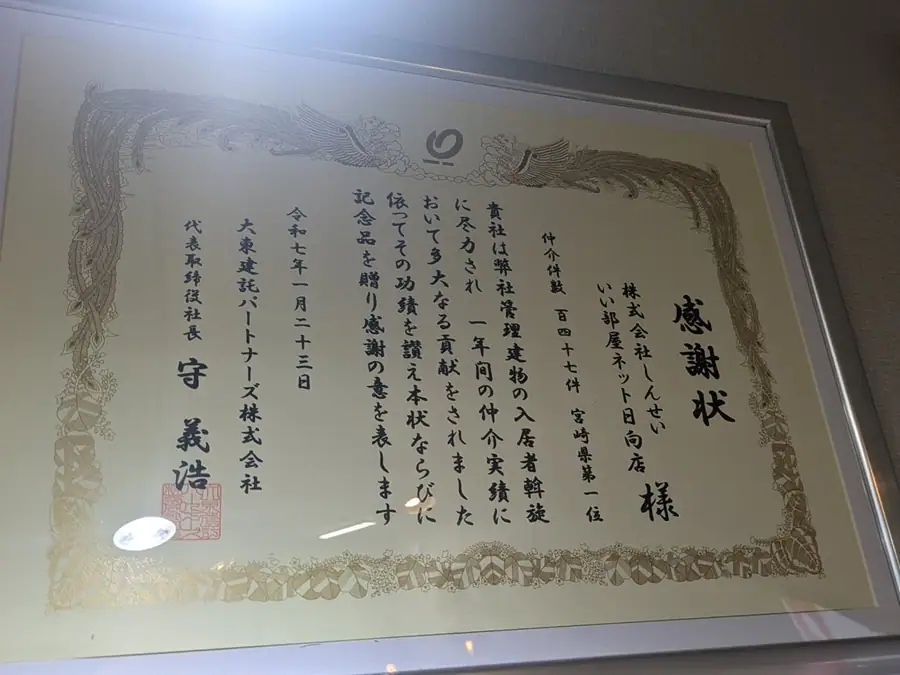 感謝状
株式会社しんせい
いい部屋ネット日向店 様
仲介件数 百四十七件 宮崎県第一位
貴社は弊社管理建物の入居者斡旋
に尽力され 一年間の仲介実績に
おいて多大なる貢献をされました
依ってその功績を讃え本状ならびに
記念品を贈り感謝の意を表します
令和七年一月二十三日
大東建託パートナーズ株式会社
代表取締役社長 守 義浩